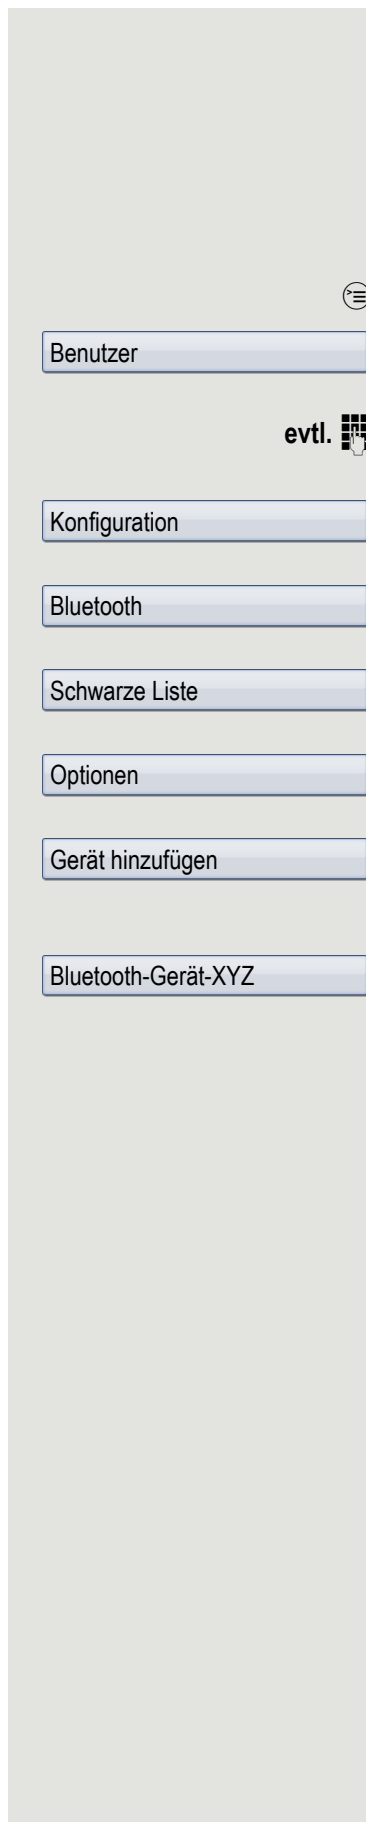 Benutzer
evtl.
Konfiguration
Bluetooth
Schwarze Liste
Optionen
Gerät hinzufügen
Bluetooth-Gerät-XYZ